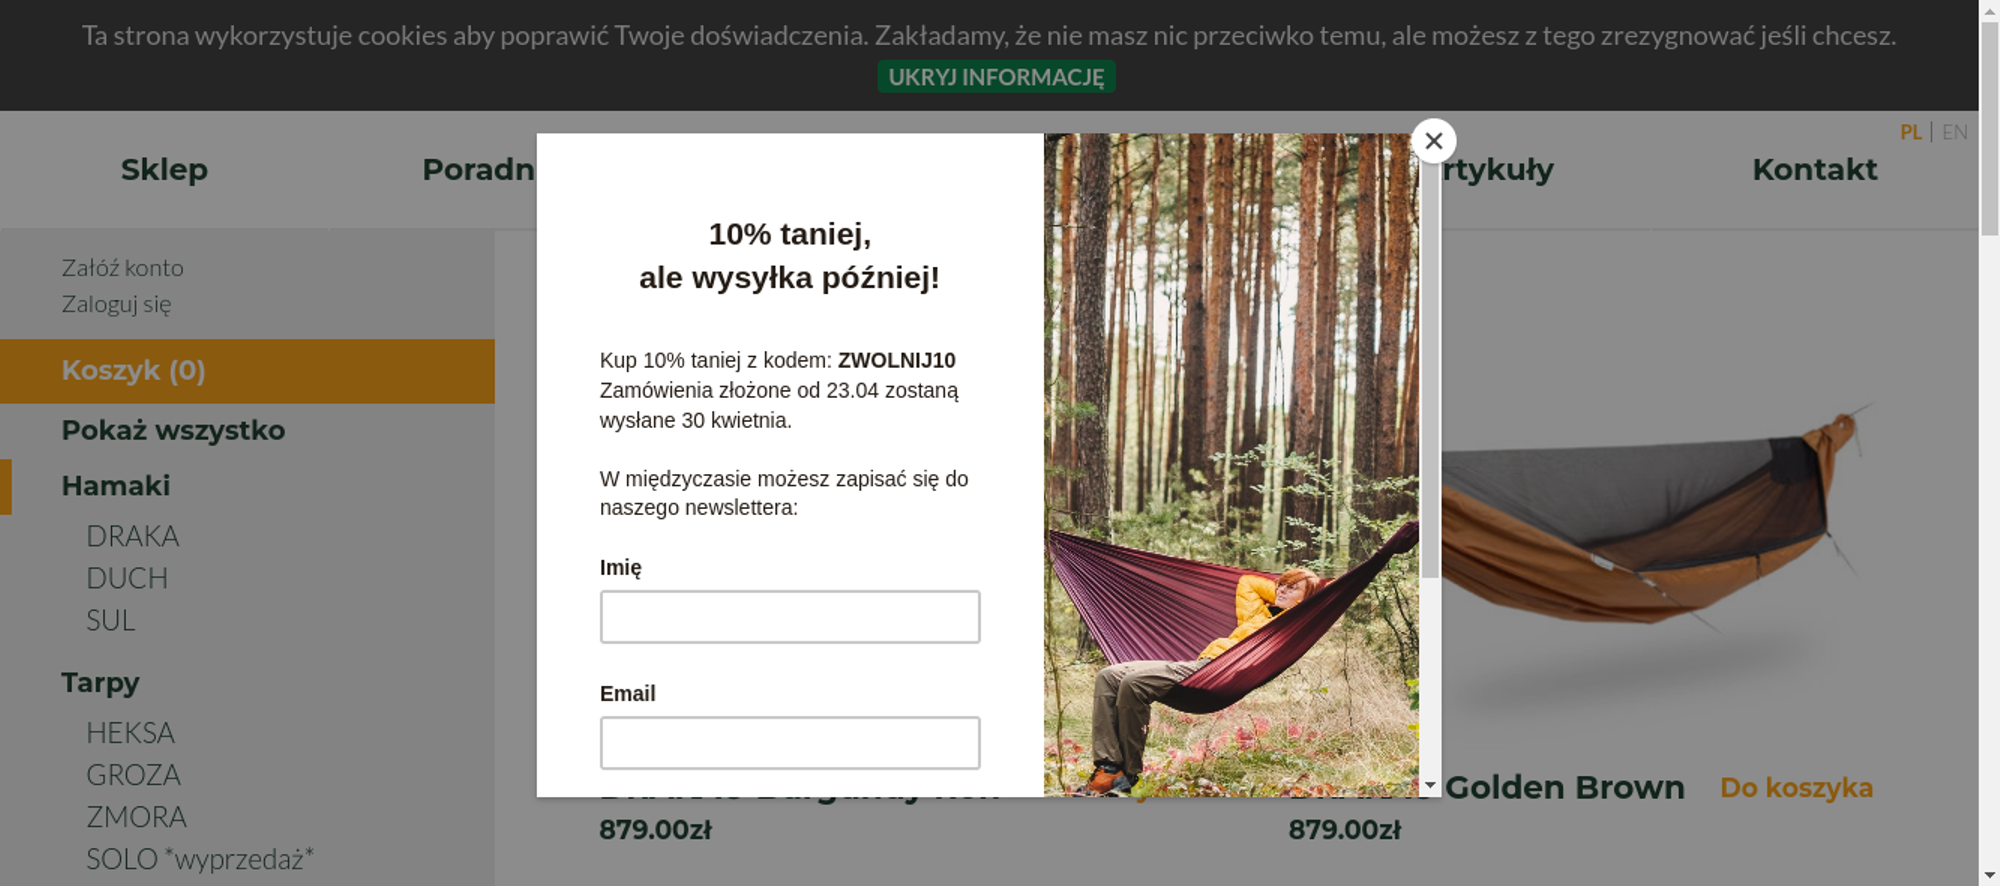 Ta strona wykorzystuje cookies aby poprawić Twoje doświadczenia. Zakładamy, że nie masz nic przeciwko temu, ale możesz z tego zrezygnować jeśli chcesz.
UKRYJ INFORMACJĘ
PL | EN
Sklep
Poradn
rtykuły
Kontakt
Załóż konto
Zaloguj się
Koszyk (0)
Pokaż wszystko
Hamaki
DRAKA
DUCH
SUL
Tarpy
HEKSA
GROZA
ZMORA
SOLO *wyprzedaż*
10% taniej,
ale wysyłka później!
Kup 10% taniej z kodem: ZWOLNIJ10
Zamówienia złożone od 23.04 zostaną
wysłane 30 kwietnia.
W międzyczasie możesz zapisać się do
naszego newslettera:
Imię
Email
879.00zł
Golden Brown
Do koszyka
879.00zł